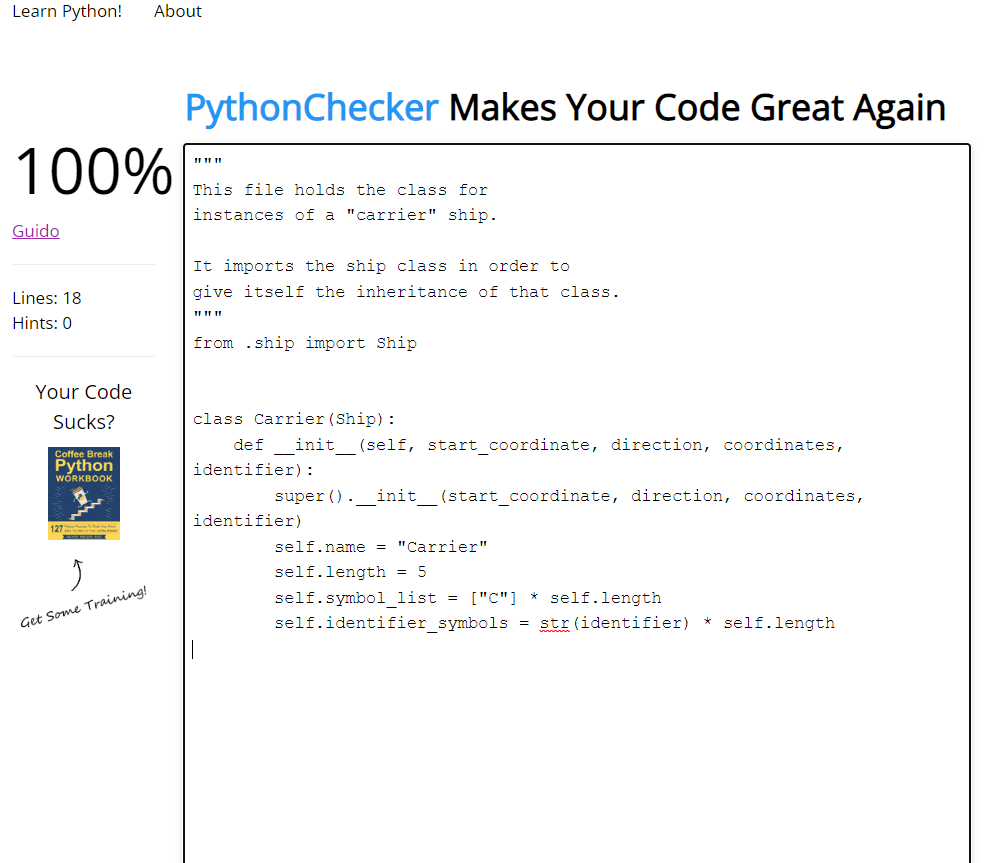 Learn Python! About
PythonChecker Makes Your Code Great Again
100%
Guido
Lines: 18
Hints: 0
Your Code
Sucks?
Coffee Break
Python
WORKBOOK
127
Get Some Training!
"""
This file holds the class for
instances of a "carrier" ship.
It imports the ship class in order to
give itself the inheritance of that class.
"""
from .ship import Ship
class Carrier(Ship):
    def __init__(self, start_coordinate, direction, coordinates,
identifier):
        super().__init__(start_coordinate, direction, coordinates,
identifier)
        self.name = "Carrier"
        self.length = 5
        self.symbol_list = ["C"] * self.length
        self.identifier_symbols = str(identifier) * self.length